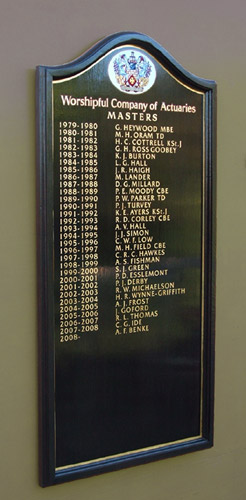 Worshipful Company of Actuaries
MASTERS
1979-1980 G. HEYWOOD MBE
1980-1981 M. H. ORAM TD
1981-1982 H. C. COTTRELL KSt.J
1982-1983 G. H. ROSS GOOBEY
1983-1984 K. J. BURTON
1984-1985 L. G. HALL
1985-1986 J. R. HAIGH
1986-1987 M. LANDER
1987-1988 D. G. MILLARD
1988-1989 P. E. MOODY CBE
1989-1990 P. W. PARKER TD
1990-1991 P. J. TURVEY
1991-1992 K. E. AYERS KSt.J
1992-1993 R. D. CORLEY CBE
1993-1994 A. V. HALL
1994-1995 J. J. SIMON
1995-1996 C. W. F. LOW
1996-1997 M. H. FIELD CBE
1997-1998 C. R. C. HAWKES
1998-1999 A. S. FISHMAN
1999-2000 S. J. GREEN
2000-2001 P. D. ESSLEMONT
2001-2002 P. J. DERBY
2002-2003 R. W. MICHAELSON
2003-2004 H. R. WYNNE-GRIFFITH
2004-2005 A. J. FROST
2005-2006 J. GOFORD
2006-2007 R. L. THOMAS
2007-2008 C. G. IDE
2008- A. F. BENKE